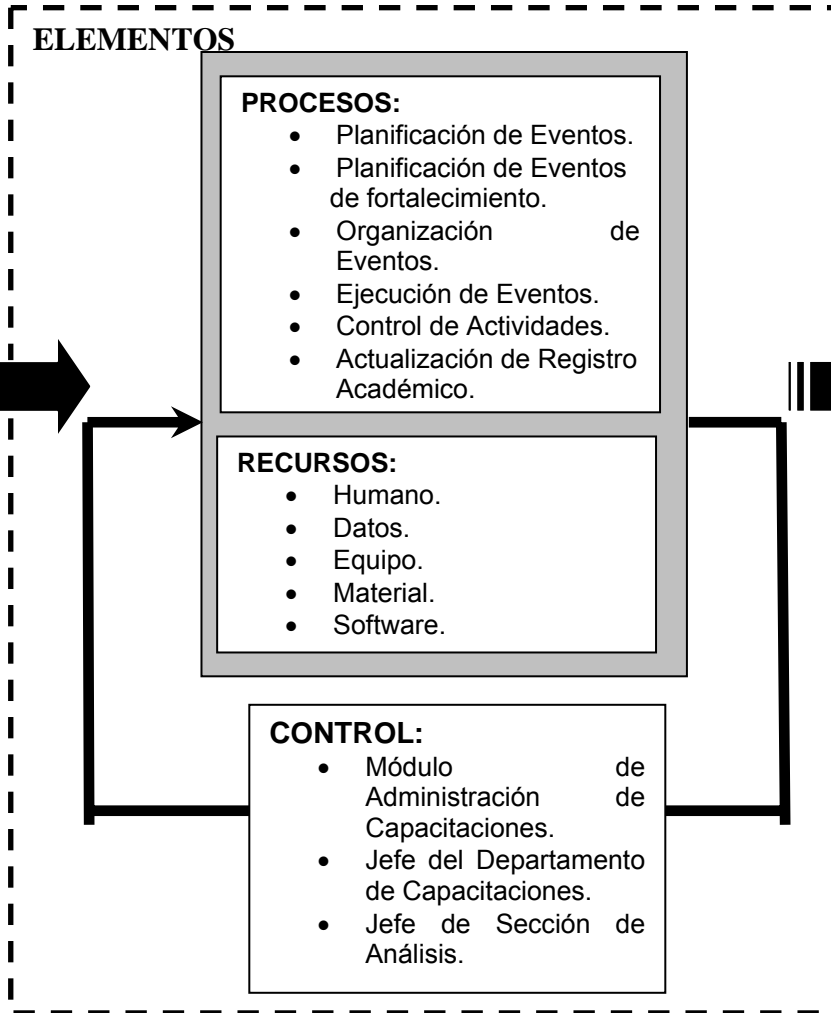 ELEMENTOS
PROCESOS:
• Planificación de Eventos.
• Planificación de Eventos
de fortalecimiento.
• Organización de
Eventos.
• Ejecución de Eventos.
• Control de Actividades.
• Actualización de Registro
Académico.
RECURSOS:
• Humano.
• Datos.
• Equipo.
• Material.
• Software.
CONTROL:
• Módulo de
Administración de
Capacitaciones.
• Jefe del Departamento
de Capacitaciones.
• Jefe de Sección de
Análisis.